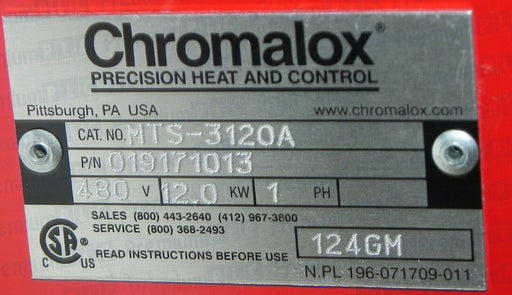 Chromalox®
PRECISION HEAT AND CONTROL
Pittsburgh, PA USA www.chromalox.com
CAT. NO. MTS-3120A
P/N 019171013
480 V 12.0 KW 1 PH
SALES (800) 443-2640 (412) 967-3800
SERVICE (800) 368-2493
CSA® C US
READ INSTRUCTIONS BEFORE USE 124GM
N.PL 196-071709-011